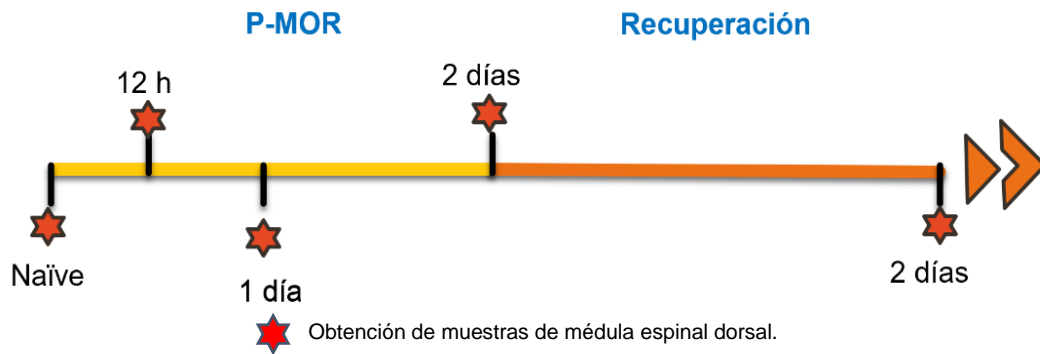 P-MOR
Recuperación
12 h
2 días
Naïve
1 día
2 días
Obtención de muestras de médula espinal dorsal.